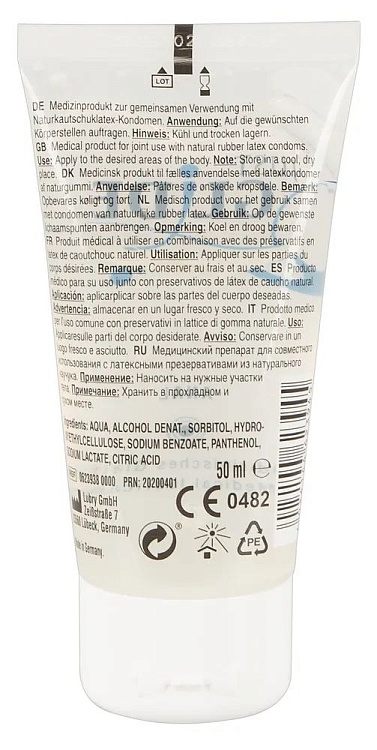 02
LOT
DE Medizinprodukt zur gemeinsamen Verwendung mit
Naturkautschuklatex-Kondomen. Anwendung: Auf die gewünschten
Körperstellen auftragen. Hinweis: Kühl und trocken lagern.
GB Medical product for joint use with natural rubber latex condoms.
Use: Apply to the desired areas of the body. Note: Store in a cool, dry
place. DK Medicinsk produkt til fælles anvendelse med latexkondomer
af naturgummi. Anvendelse: Påføres de ønskede kropsdele. Bemærk:
Opbevares køligt og tørt. NL Medisch product voor het gebruik samen
met condomen van natuurlijke rubber latex. Gebruik: Op de gewenste
lichaamspunten aanbrengen. Opmerking: Koel en droog bewaren.
FR Produit médical à utiliser en combinaison avec des préservatifs en
latex de caoutchouc naturel. Utilisation: Appliquer sur les parties du
corps désirées. Remarque: Conserver au frais et au sec. ES Producto
médico para su uso junto con preservativos de látex de caucho natural.
Aplicación: aplicarplicar sobre las partes del cuerpo deseadas.
Advertencia: almacenar en un lugar fresco y seco. IT Prodotto medico
per l'uso comune con preservativi in lattice di gomma naturale. Uso:
Applicaresulle parti del corpo desiderate. Avviso: Conservare in un
luogo fresco e asciutto. RU Медицинский препарат для совместного
использования с латексными презервативами из натурального
каучука. Применение: Наносить на нужные участки
тела. Примечание: Хранить в прохладном и
сухом месте.
Ingredients: AQUA, ALCOHOL DENAT, SORBITOL, HYDRO-
XYETHYLCELLULOSE, SODIUM BENZOATE, PANTHENOL,
SODIUM LACTATE, CITRIC ACID
0623938 0000 PRN: 20200401
50 ml ℮
Lubry GmbH
Zeißstraße 7
Lübeck, Germany
CE 0482
Made in Germany.
PE